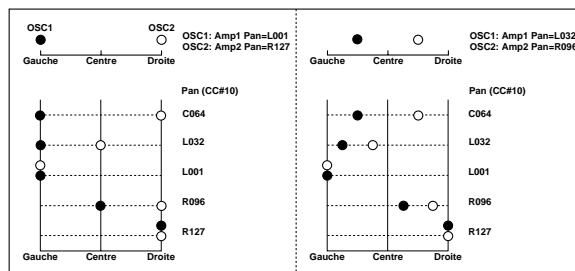 OSC1 OSC2
OSC1: Amp1 Pan=L001
OSC2: Amp2 Pan=R127
Gauche Centre Droite
Pan (CC#10)
C064
L032
L001
R096
R127
Gauche Centre Droite
OSC1: Amp1 Pan=L032
OSC2: Amp2 Pan=R096
Gauche Centre Droite
Pan (CC#10)
C064
L032
L001
R096
R127
Gauche Centre Droite